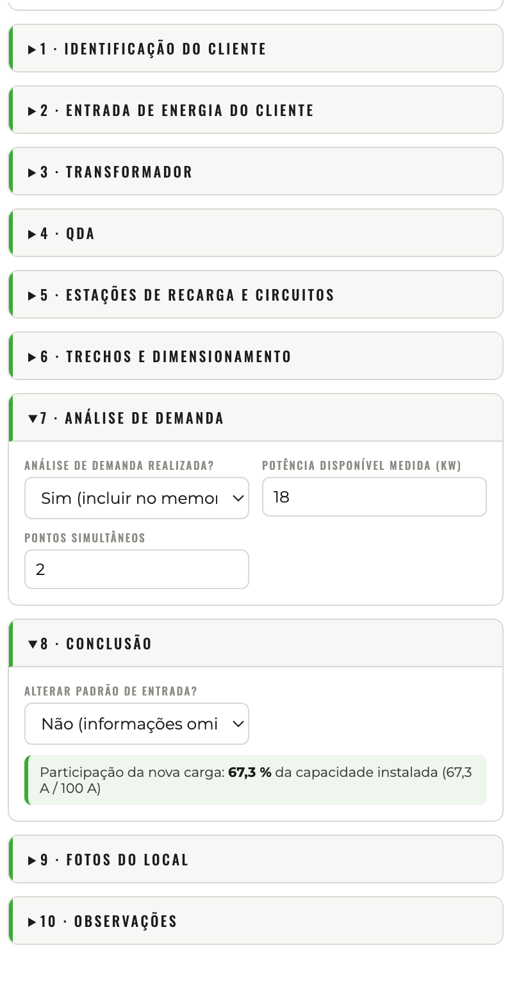 1 · IDENTIFICAÇÃO DO CLIENTE
2 · ENTRADA DE ENERGIA DO CLIENTE
3 · TRANSFORMADOR
4 · QDA
5 · ESTAÇÕES DE RECARGA E CIRCUITOS
6 · TRECHOS E DIMENSIONAMENTO
7 · ANÁLISE DE DEMANDA
ANÁLISE DE DEMANDA REALIZADA?
Sim (incluir no memor
POTÊNCIA DISPONÍVEL MEDIDA (KW)
18
PONTOS SIMULTÂNEOS
2
8 · CONCLUSÃO
ALTERAR PADRÃO DE ENTRADA?
Não (informações omi
Participação da nova carga: 67,3 % da capacidade instalada (67,3
A / 100 A)
9 · FOTOS DO LOCAL
10 · OBSERVAÇÕES